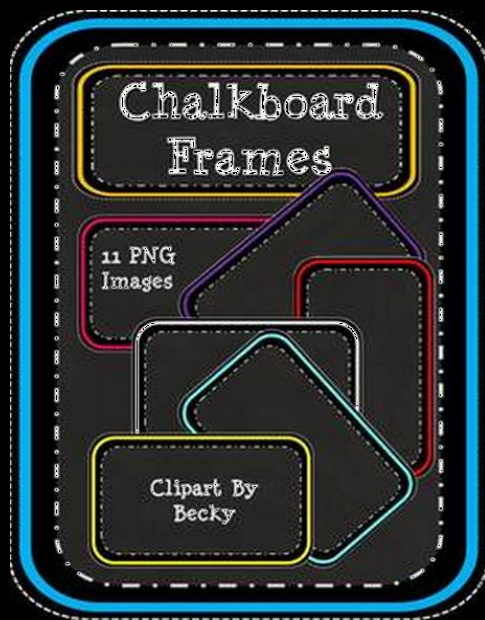 Chalkboard
Frames
11 PNG
Images
Clipart By
Becky